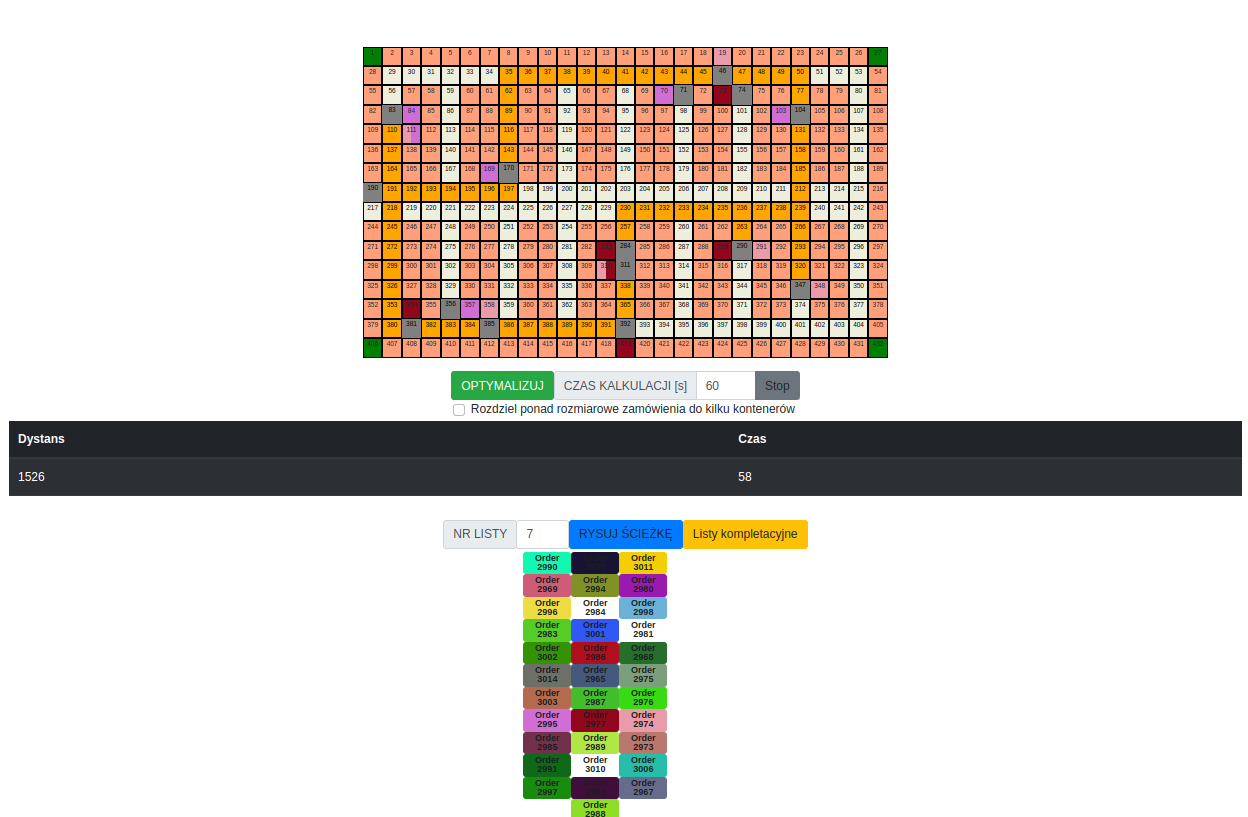 1 2 3 4 5 6 7 8 9 10 11 12 13 14 15 16 17 18 19 20 21 22 23 24 25 26 27
28 29 30 31 32 33 34 35 36 37 38 39 40 41 42 43 44 45 46 47 48 49 50 51 52 53 54
55 56 57 58 59 60 61 62 63 64 65 66 67 68 69 70 71 72 73 74 75 76 77 78 79 80 81
82 83 84 85 86 87 88 89 90 91 92 93 94 95 96 97 98 99 100 101 102 103 104 105 106 107 108
109 110 111 112 113 114 115 116 117 118 119 120 121 122 123 124 125 126 127 128 129 130 131 132 133 134 135
136 137 138 139 140 141 142 143 144 145 146 147 148 149 150 151 152 153 154 155 156 157 158 159 160 161 162
163 164 165 166 167 168 169 170 171 172 173 174 175 176 177 178 179 180 181 182 183 184 185 186 187 188 189
190 191 192 193 194 195 196 197 198 199 200 201 202 203 204 205 206 207 208 209 210 211 212 213 214 215 216
217 218 219 220 221 222 223 224 225 226 227 228 229 230 231 232 233 234 235 236 237 238 239 240 241 242 243
244 245 246 247 248 249 250 251 252 253 254 255 256 257 258 259 260 261 262 263 264 265 266 267 268 269 270
271 272 273 274 275 276 277 278 279 280 281 282 284 285 286 287 288 290 291 292 293 294 295 296 297
298 299 300 301 302 303 304 305 306 307 308 309 311 312 313 314 315 316 317 318 319 320 321 322 323 324
325 326 327 328 329 330 331 332 333 334 335 336 337 338 339 340 341 342 343 344 345 346 347 348 349 350 351
352 353 355 356 357 358 359 360 361 362 363 364 365 366 367 368 369 370 371 372 373 374 375 376 377 378
379 380 381 382 383 384 385 386 387 388 389 390 391 392 393 394 395 396 397 398 399 400 401 402 403 404 405
406 407 408 409 410 411 412 413 414 415 416 417 418 420 421 422 423 424 425 426 427 428 429 430 431 432
OPTYMALIZUJ CZAS KALKULACJI [s] 60 Stop
Rozdziel ponad rozmiarowe zamówienia do kilku kontenerów
Dystans Czas
1526 58
NR LISTY 7 RYSUJ ŚCIEŻKĘ Listy kompletacyjne
Order Order
2990 3011
Order Order Order
2969 2994 2980
Order Order Order
2996 2984 2998
Order Order Order
2983 3001 2981
Order Order Order
3002 2986 2968
Order Order Order
3014 2965 2975
Order Order Order
3003 2987 2976
Order Order Order
2995 2977 2974
Order Order Order
2985 2989 2973
Order Order Order
2991 3010 3006
Order Order
2997 2967
Order
2988